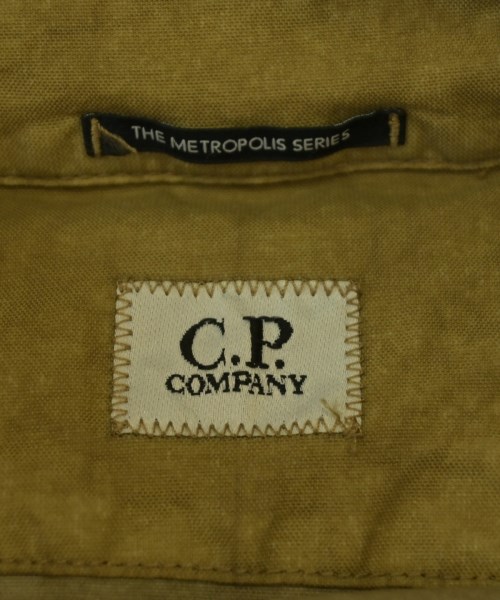 THE METROPOLIS SERIES
C.P.
COMPANY